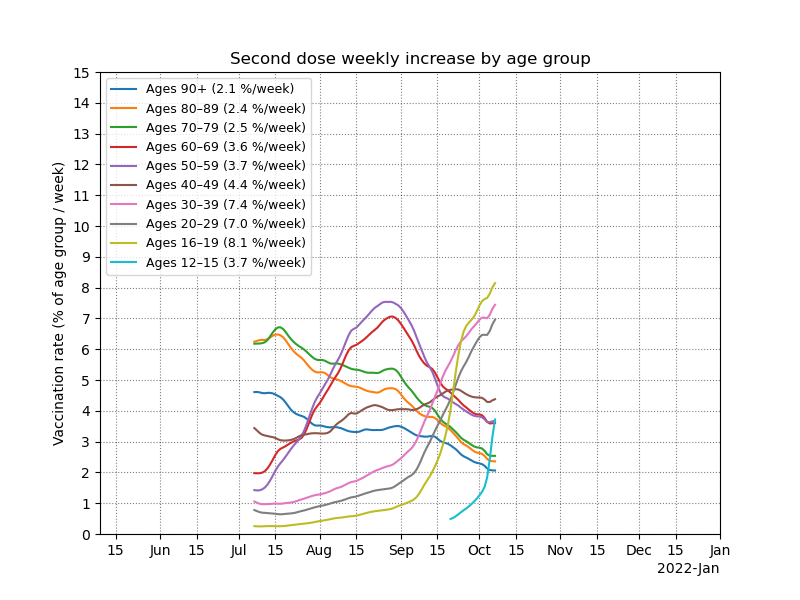 Second dose weekly increase by age group
Vaccination rate (% of age group / week)
15
14
13
12
11
10
9
8
7
6
5
4
3
2
1
0
Ages 90+ (2.1 %/week)
Ages 80–89 (2.4 %/week)
Ages 70–79 (2.5 %/week)
Ages 60–69 (3.6 %/week)
Ages 50–59 (3.7 %/week)
Ages 40–49 (4.4 %/week)
Ages 30–39 (7.4 %/week)
Ages 20–29 (7.0 %/week)
Ages 16–19 (8.1 %/week)
Ages 12–15 (3.7 %/week)
15 Jun 15 Jul 15 Aug 15 Sep 15 Oct 15 Nov 15 Dec 15 Jan
2022-Jan